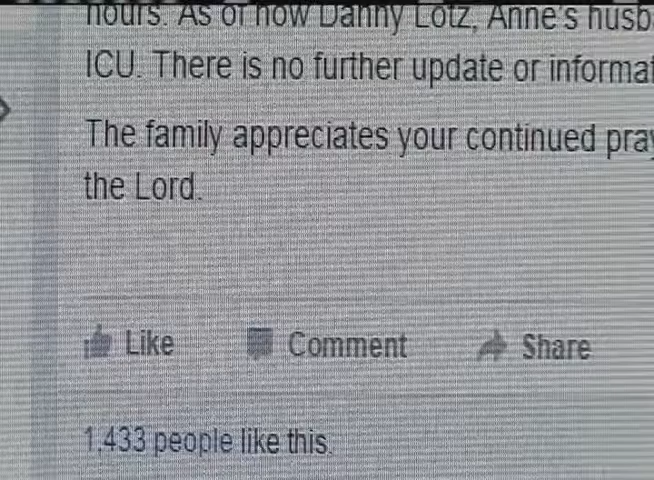 hours. As of now Danny Lotz, Anne's husb
ICU. There is no further update or informat
The family appreciates your continued pray
the Lord.
Like Comment Share
1,433 people like this.